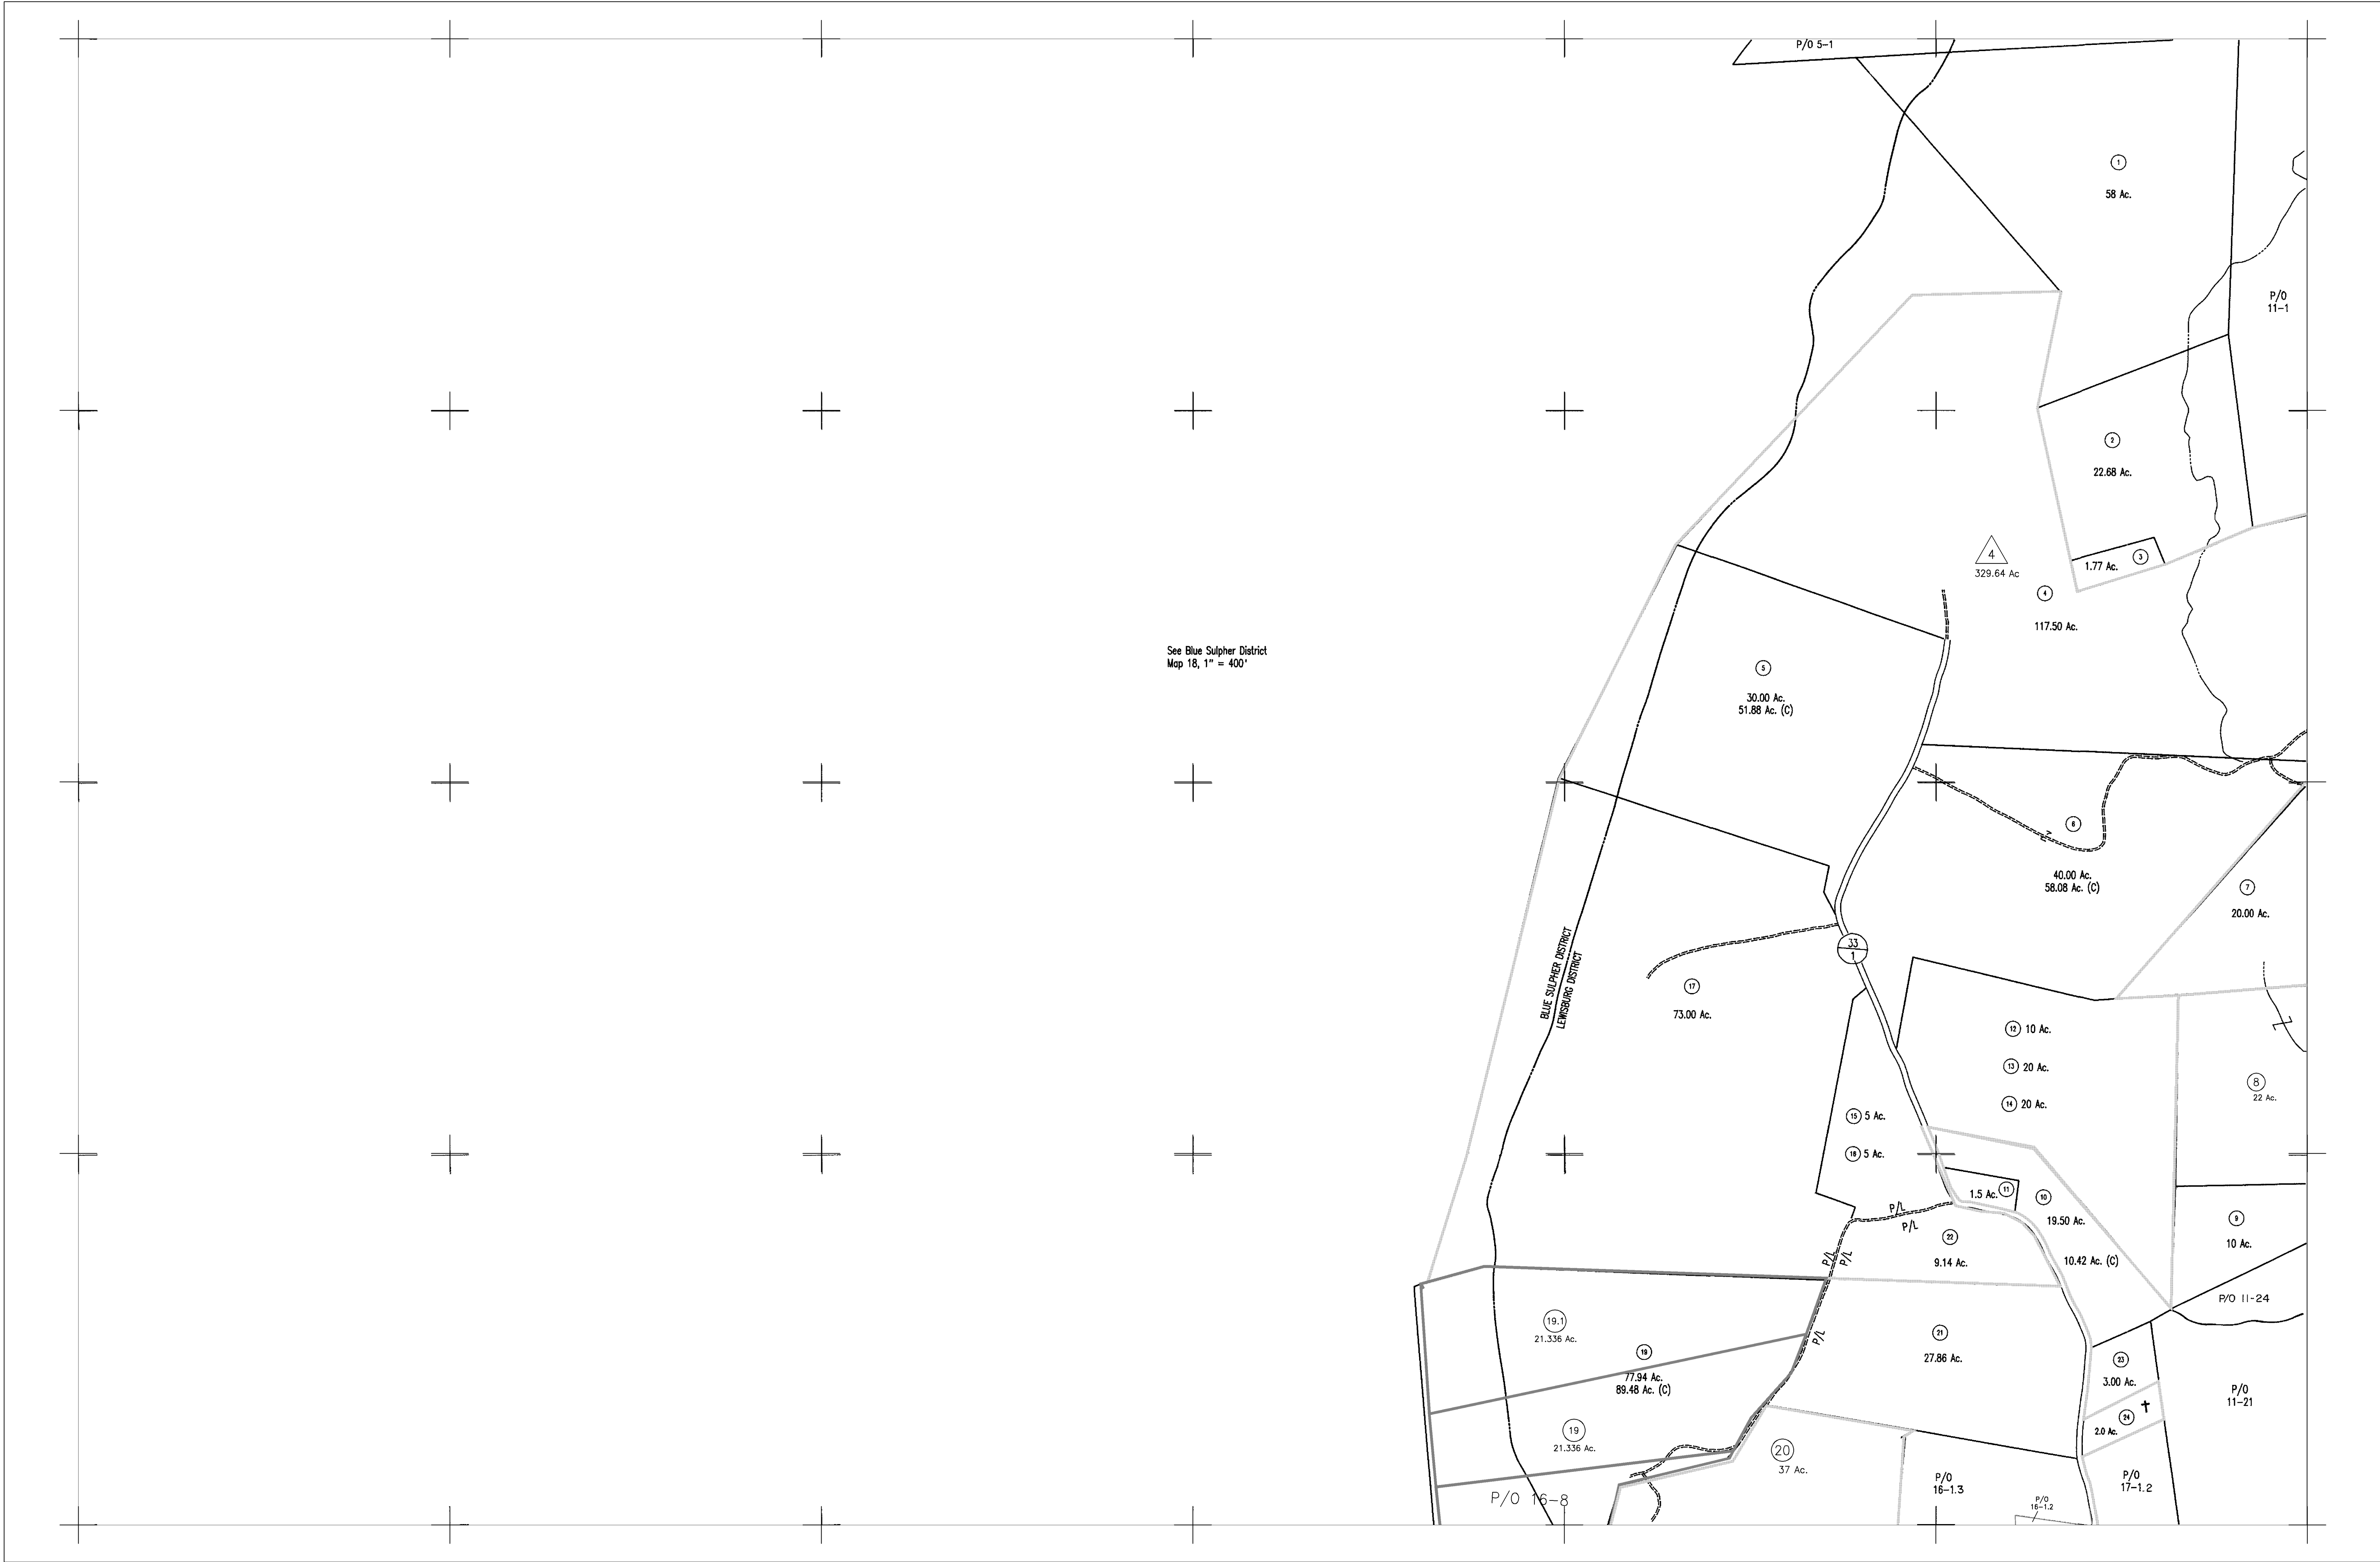 P/O 5-1
1
58 Ac.
P/O
11-1
2
22.68 Ac.
4
329.64 Ac
3
1.77 Ac.
4
117.50 Ac.
See Blue Sulpher District
Map 18, 1" = 400'
5
30.00 Ac.
51.88 Ac. (C)
6
40.00 Ac.
58.08 Ac. (C)
7
20.00 Ac.
33
1
BLUE SULPHER DISTRICT
LEWISBURG DISTRICT
17
73.00 Ac.
12 10 Ac.
13 20 Ac.
14 20 Ac.
8
22 Ac.
15 5 Ac.
5 Ac.
11
1.5 Ac.
10
19.50 Ac.
10.42 Ac. (C)
9
10 Ac.
P/L
P/L
22
9.14 Ac.
P/L
P/L
P/O 11-24
19.1
21.336 Ac.
19
77.94 Ac.
89.48 Ac. (C)
P/L
21
27.86 Ac.
23
3.00 Ac.
P/O
11-21
24
2.0 Ac.
19
21.336 Ac.
20
37 Ac.
P/O 16-8
P/O
16-1.3
P/O
16-1.2
P/O
17-1.2